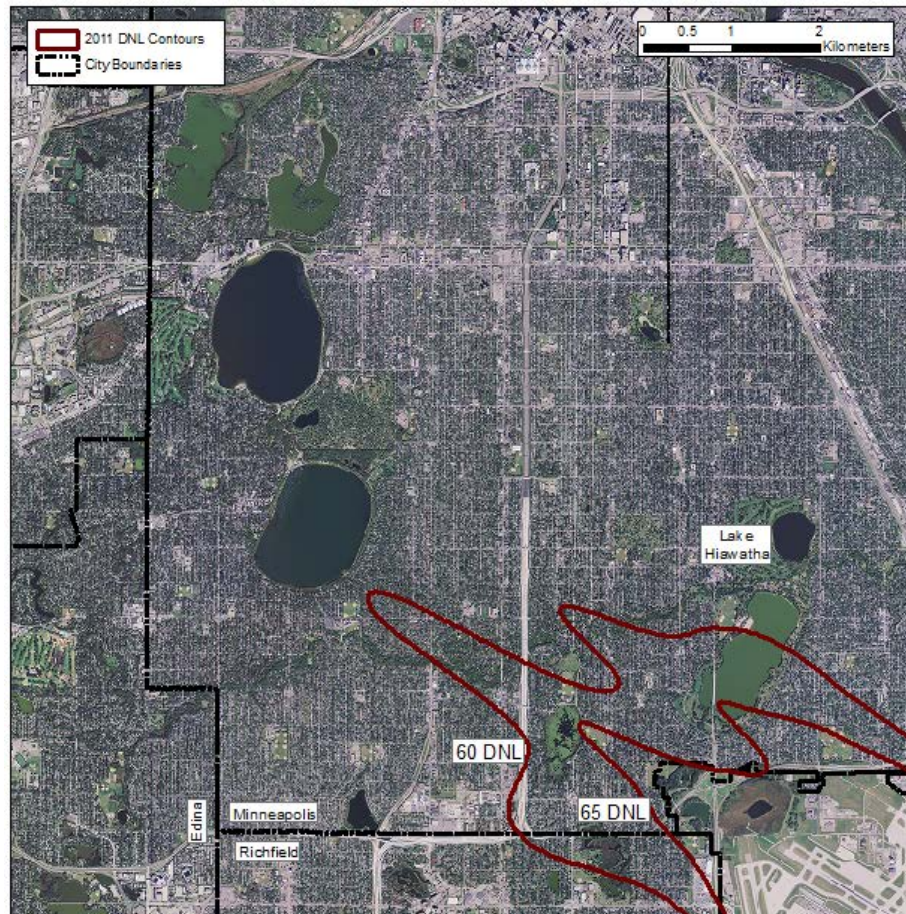 2011 DNL Contours
City Boundaries
0 0.5 1 2
Kilometers
Lake
Hiawatha
60 DNL
65 DNL
Edina
Minneapolis
Richfield